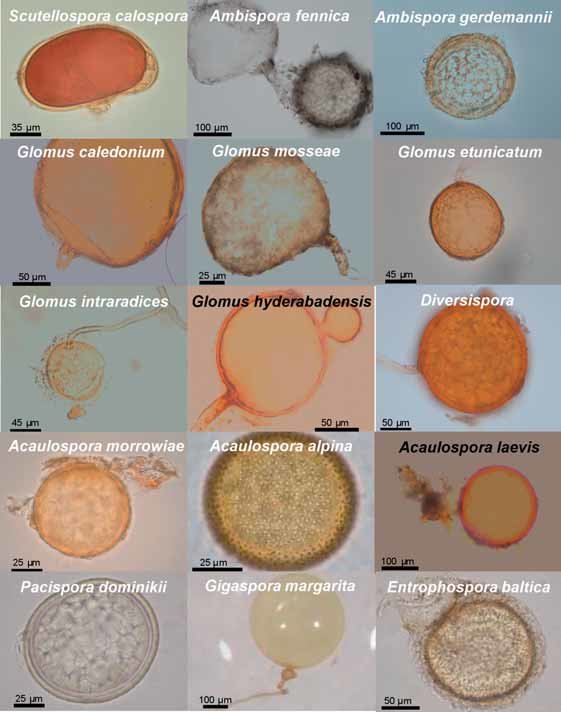 Scutellospora calospora
35 µm
Ambispora fennica
100 µm
Ambispora gerdemannii
100 µm
Glomus caledonium
50 µm
Glomus mosseae
25 µm
Glomus etunicatum
45 µm
Glomus intraradices
45 µm
Glomus hyderabadensis
50 µm
Diversispora
50 µm
Acaulospora morrowiae
25 µm
Acaulospora alpina
25 µm
Acaulospora laevis
100 µm
Pacispora dominikii
25 µm
Gigaspora margarita
100 µm
Entrophospora baltica
50 µm